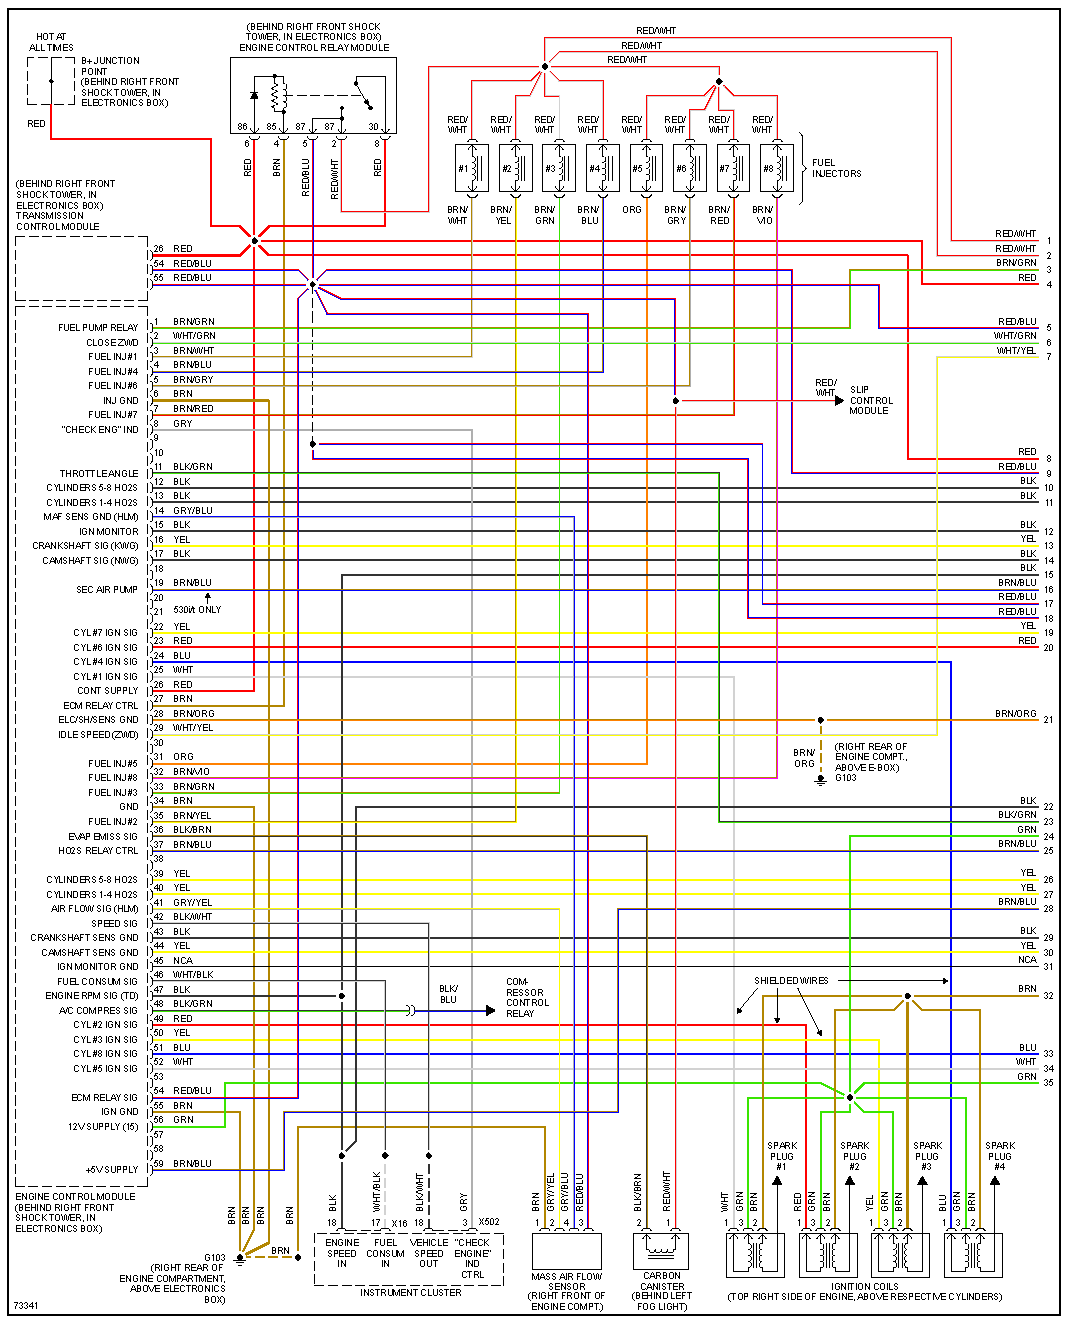 HOT AT
ALL TIMES
B+ JUNCTION
POINT
(BEHIND RIGHT FRONT
SHOCK TOWER, IN
ELECTRONICS BOX)
RED
(BEHIND RIGHT FRONT SHOCK
TOWER, IN ELECTRONICS BOX)
ENGINE CONTROL RELAY MODULE
86 85 87 87 30
6 4 5 2 8
RED
BRN
RED/BLU
RED/WHT
RED
RED/WHT
RED/WHT
RED/WHT
RED/
WHT
RED/
WHT
RED/
WHT
RED/
WHT
RED/
WHT
RED/
WHT
RED/
WHT
RED/
WHT
#1 #2 #3 #4 #5 #6 #7 #8
FUEL
INJECTORS
BRN/
WHT
BRN/
YEL
BRN/
GRN
BRN/
BLU
ORG
BRN/
GRY
BRN/
RED
BRN/
VIO
(BEHIND RIGHT FRONT
SHOCK TOWER, IN
ELECTRONICS BOX)
TRANSMISSION
CONTROL MODULE
26 RED
54 RED/BLU
55 RED/BLU
RED/WHT 1
RED/WHT 2
BRN/GRN 3
RED 4
RED/BLU 5
WHT/GRN 6
WHT/YEL 7
FUEL PUMP RELAY 1 BRN/GRN
CLOSE ZWD 2 WHT/GRN
FUEL INJ #1 3 BRN/WHT
FUEL INJ #4 4 BRN/BLU
FUEL INJ #6 5 BRN/GRY
INJ GND 6 BRN
FUEL INJ #7 7 BRN/RED
"CHECK ENG" IND 8 GRY
9
10
THROTTLE ANGLE 11 BLK/GRN
CYLINDERS 5-8 HO2S 12 BLK
CYLINDERS 1-4 HO2S 13 BLK
MAF SENS GND (HLM) 14 GRY/BLU
IGN MONITOR 15 BLK
CRANKSHAFT SIG (KWG) 16 YEL
CAMSHAFT SIG (NWG) 17 BLK
18
SEC AIR PUMP 19 BRN/BLU
20
21 530i/t ONLY
CYL #7 IGN SIG 22 YEL
CYL #6 IGN SIG 23 RED
CYL #4 IGN SIG 24 BLU
CYL #1 IGN SIG 25 WHT
CONT SUPPLY 26 RED
ECM RELAY CTRL 27 BRN
ELC/SH/SENS GND 28 BRN/ORG
IDLE SPEED (ZWD) 29 WHT/YEL
30
FUEL INJ #5 31 ORG
FUEL INJ #8 32 BRN/VIO
FUEL INJ #3 33 BRN/GRN
GND 34 BRN
FUEL INJ #2 35 BRN/YEL
EVAP EMISS SIG 36 BLK/BRN
HO2S RELAY CTRL 37 BRN/BLU
38
CYLINDERS 5-8 HO2S 39 YEL
CYLINDERS 1-4 HO2S 40 YEL
AIR FLOW SIG (HLM) 41 GRY/YEL
SPEED SIG 42 BLK/WHT
CRANKSHAFT SENS GND 43 BLK
CAMSHAFT SENS GND 44 YEL
IGN MONITOR GND 45 NCA
FUEL CONSUM SIG 46 WHT/BLK
ENGINE RPM SIG (TD) 47 BLK
A/C COMPRES SIG 48 BLK/GRN
CYL #2 IGN SIG 49 RED
CYL #3 IGN SIG 50 YEL
CYL #8 IGN SIG 51 BLU
CYL #5 IGN SIG 52 WHT
53
ECM RELAY SIG 54 RED/BLU
IGN GND 55 BRN
12V SUPPLY (15) 56 GRN
57
58
+5V SUPPLY 59 BRN/BLU
ENGINE CONTROL MODULE
(BEHIND RIGHT FRONT
SHOCK TOWER, IN
ELECTRONICS BOX)
RED/
WHT
SLIP
CONTROL
MODULE
RED 8
RED/BLU 9
BLK 10
BLK 11
BLK 12
YEL 13
BLK 14
BLK 15
BRN/BLU 16
RED/BLU 17
RED/BLU 18
YEL 19
RED 20
BRN/ORG 21
BRN/
ORG
(RIGHT REAR OF
ENGINE COMPT.,
ABOVE E-BOX)
G103
BLK 22
BLK/GRN 23
GRN 24
BRN/BLU 25
YEL 26
YEL 27
BRN/BLU 28
BLK 29
YEL 30
NCA 31
BRN 32
BLU 33
WHT 34
GRN 35
SHIELDED WIRES
BLK/
BLU
COM-
RESSOR
CONTROL
RELAY
BRN
BRN
BRN
BRN
BRN
G103
(RIGHT REAR OF
ENGINE COMPARTMENT,
ABOVE ELECTRONICS
BOX)
73341
BLK
WHT/BLK
BLK/WHT
GRY
18 17 X16 18 3 X502
ENGINE
SPEED
IN
FUEL
CONSUM
IN
VEHICLE
SPEED
OUT
"CHECK
ENGINE"
IND
CTRL
INSTRUMENT CLUSTER
BRN
GRY/YEL
GRY/BLU
RED/BLU
1 2 4 3
MASS AIR FLOW
SENSOR
(RIGHT FRONT OF
ENGINE COMPT.)
BLK/BRN
RED/WHT
2 1
CARBON
CANISTER
(BEHIND LEFT
FOG LIGHT)
SPARK
PLUG
#1
SPARK
PLUG
#2
SPARK
PLUG
#3
SPARK
PLUG
#4
WHT
GRN
BRN
RED
GRN
BRN
YEL
GRN
BRN
BLU
GRN
BRN
1 3 2
1 3 2
1 3 2
1 3 2
IGNITION COILS
(TOP RIGHT SIDE OF ENGINE, ABOVE RESPECTIVE CYLINDERS)